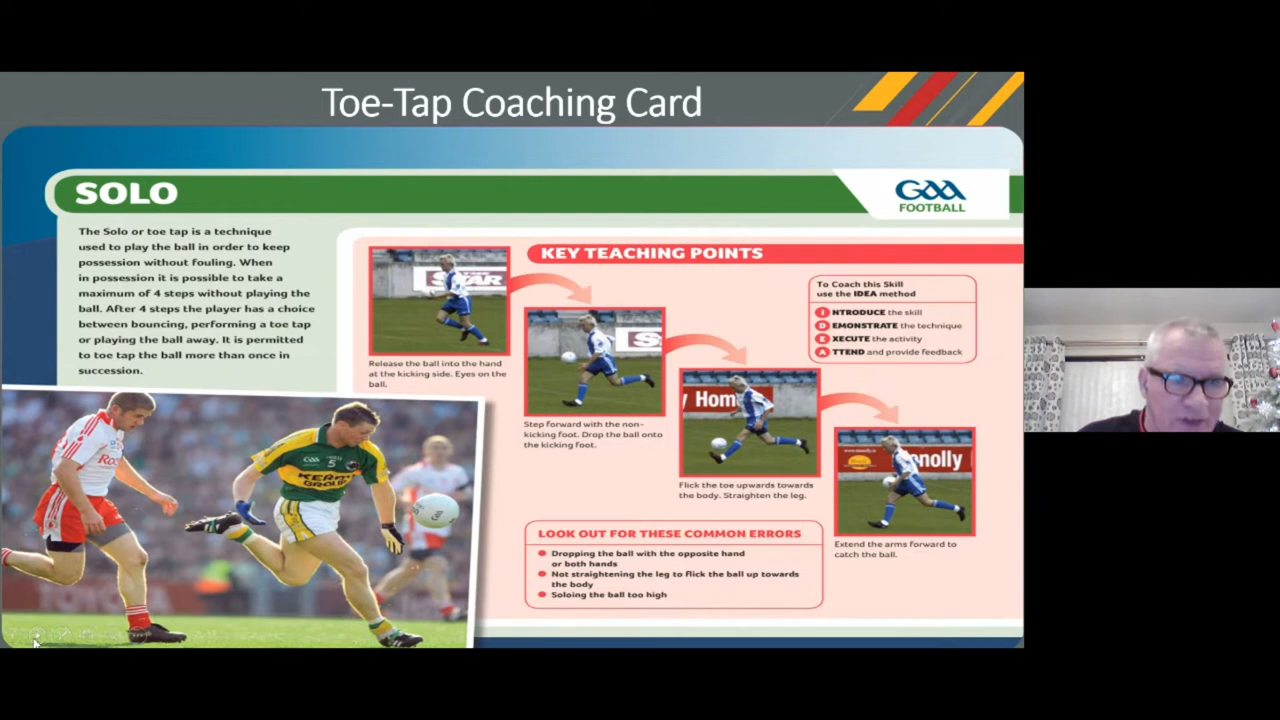 Toe-Tap Coaching Card
SOLO
GAA
FOOTBALL
The Solo or toe tap is a technique
used to play the ball in order to keep
possession without fouling. When
in possession it is possible to take a
maximum of 4 steps without playing the
ball. After 4 steps the player has a choice
between bouncing, performing a toe tap
or playing the ball away. It is permitted
to toe tap the ball more than once in
succession.
KEY TEACHING POINTS
To Coach this Skill
use the IDEA method
INTRODUCE the skill
DEMONSTRATE the technique
EXECUTE the activity
ATTEND and provide feedback
STAR
Release the ball into the hand
at the kicking side. Eyes on the
ball.
S
Step forward with the non-
kicking foot. Drop the ball onto
the kicking foot.
y Hom
Flick the toe upwards towards
the body. Straighten the leg.
onolly
Extend the arms forward to
catch the ball.
LOOK OUT FOR THESE COMMON ERRORS
Dropping the ball with the opposite hand
or both hands
Not straightening the leg to flick the ball up towards
the body
Soloing the ball too high
GAA
5
KERRY
GROUP
TOYOTA